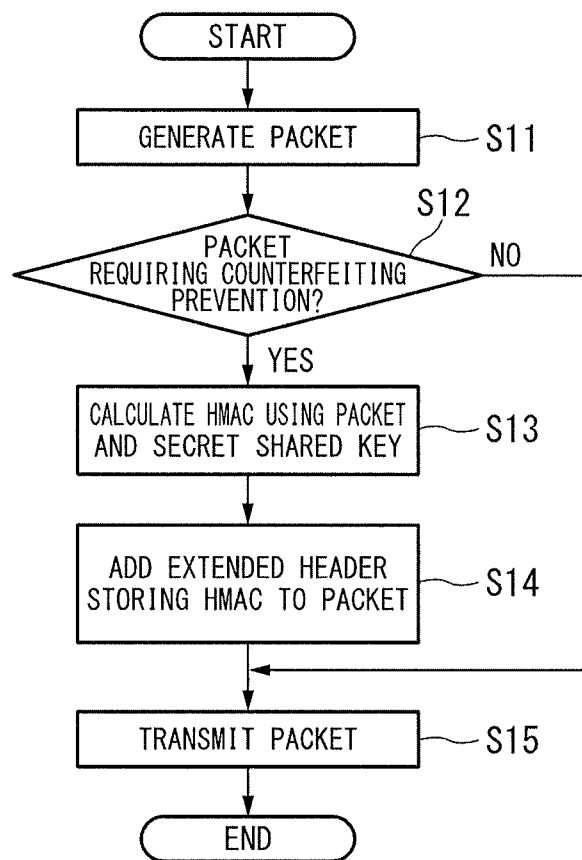 START
GENERATE PACKET
S11
S12
PACKET
REQUIRING COUNTERFEITING
PREVENTION?
NO
YES
CALCULATE HMAC USING PACKET
AND SECRET SHARED KEY
S13
ADD EXTENDED HEADER
STORING HMAC TO PACKET
S14
TRANSMIT PACKET
S15
END